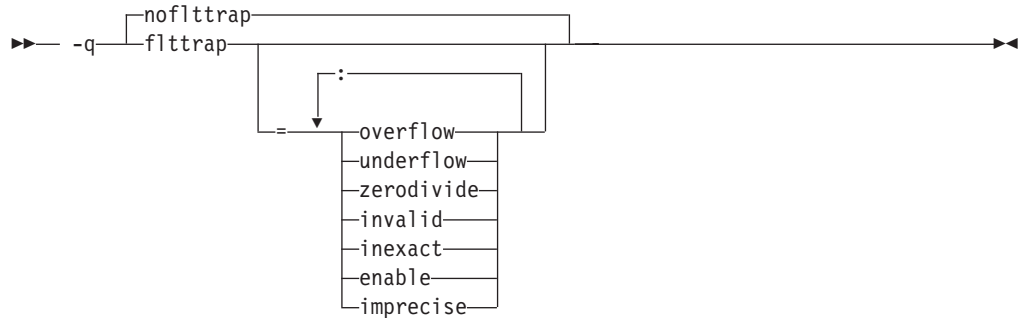 noflttrap
-q flttrap
:
= overflow
underflow
zerodivide
invalid
inexact
enable
imprecise